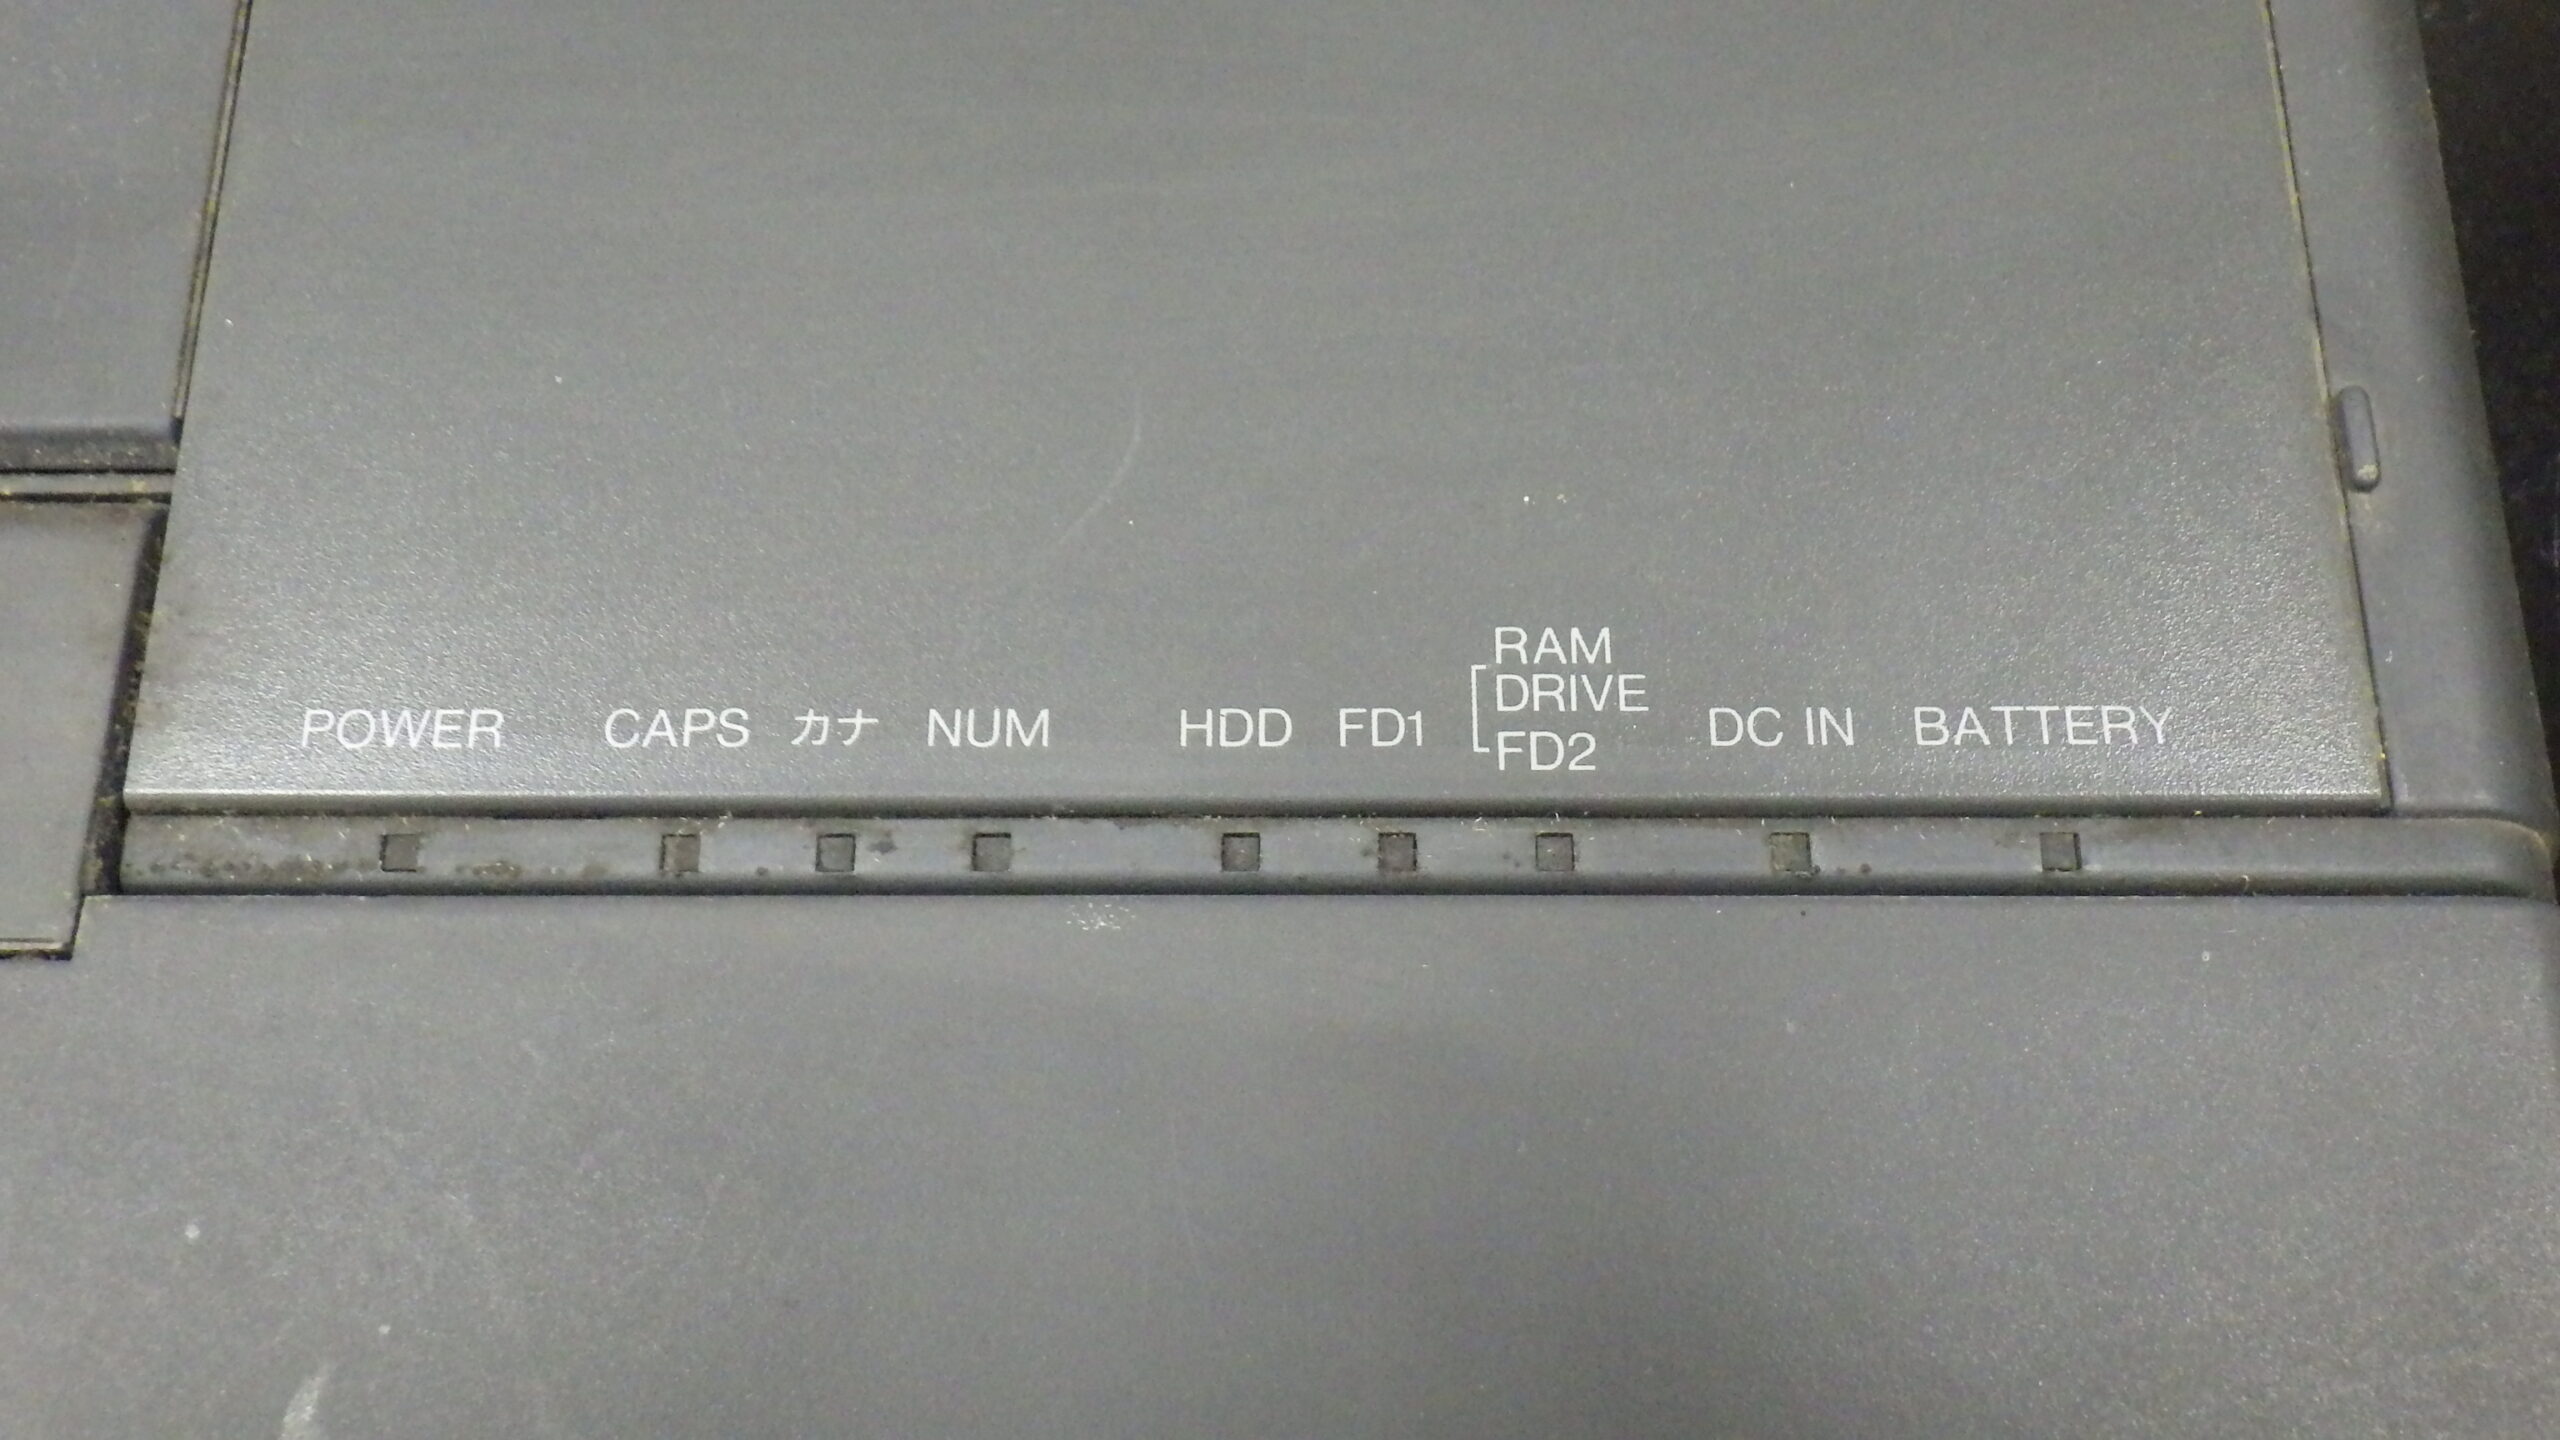 POWER CAPS カナ NUM HDD FD1 RAM DRIVE FD2 DC IN BATTERY